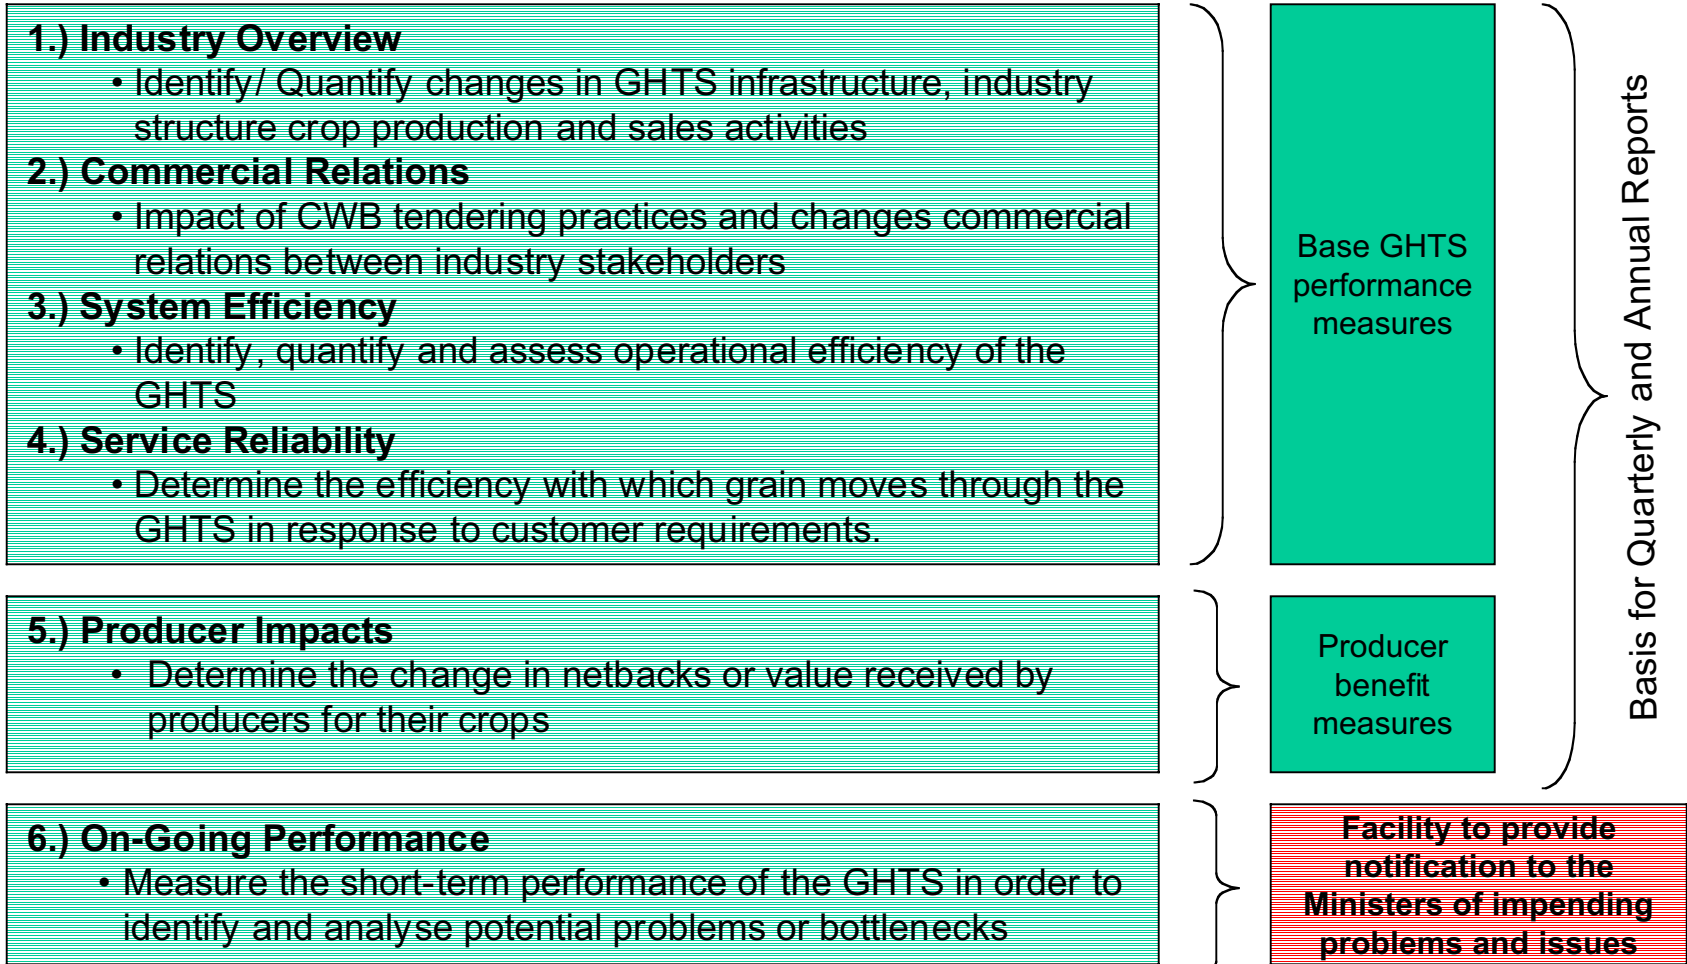 1.) Industry Overview
• Identify/ Quantify changes in GHTS infrastructure, industry
structure crop production and sales activities
2.) Commercial Relations
• Impact of CWB tendering practices and changes commercial
relations between industry stakeholders
3.) System Efficiency
• Identify, quantify and assess operational efficiency of the
GHTS
4.) Service Reliability
• Determine the efficiency with which grain moves through the
GHTS in response to customer requirements.
Base GHTS
performance
measures
5.) Producer Impacts
• Determine the change in netbacks or value received by
producers for their crops
Producer
benefit
measures
Basis for Quarterly and Annual Reports
6.) On-Going Performance
• Measure the short-term performance of the GHTS in order to
identify and analyse potential problems or bottlenecks
Facility to provide
notification to the
Ministers of impending
problems and issues